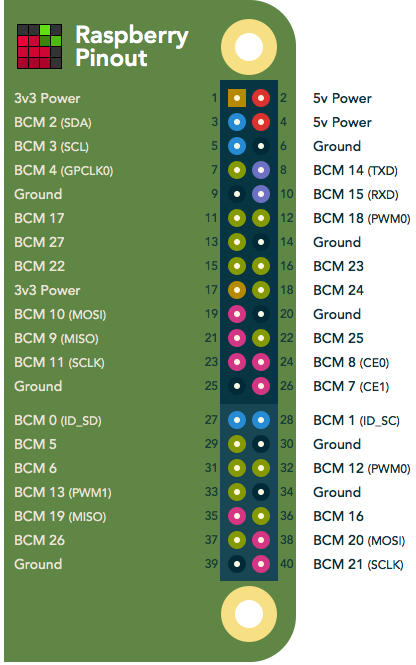 Raspberry
Pinout
3v3 Power 1 2 5v Power
BCM 2 (SDA) 3 4 5v Power
BCM 3 (SCL) 5 6 Ground
BCM 4 (GPCLK0) 7 8 BCM 14 (TXD)
Ground 9 10 BCM 15 (RXD)
BCM 17 11 12 BCM 18 (PWM0)
BCM 27 13 14 Ground
BCM 22 15 16 BCM 23
3v3 Power 17 18 BCM 24
BCM 10 (MOSI) 19 20 Ground
BCM 9 (MISO) 21 22 BCM 25
BCM 11 (SCLK) 23 24 BCM 8 (CE0)
Ground 25 26 BCM 7 (CE1)
BCM 0 (ID_SD) 27 28 BCM 1 (ID_SC)
BCM 5 29 30 Ground
BCM 6 31 32 BCM 12 (PWM0)
BCM 13 (PWM1) 33 34 Ground
BCM 19 (MISO) 35 36 BCM 16
BCM 26 37 38 BCM 20 (MOSI)
Ground 39 40 BCM 21 (SCLK)